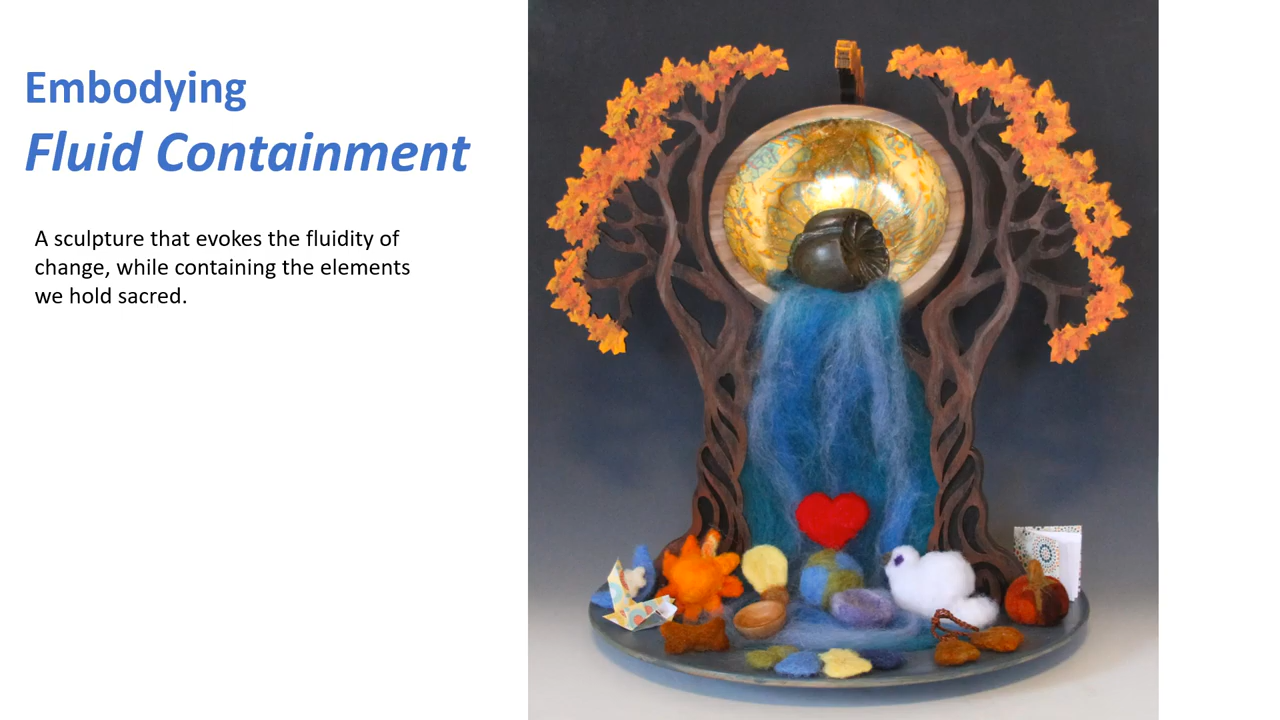 Embodying
Fluid Containment
A sculpture that evokes the fluidity of
change, while containing the elements
we hold sacred.